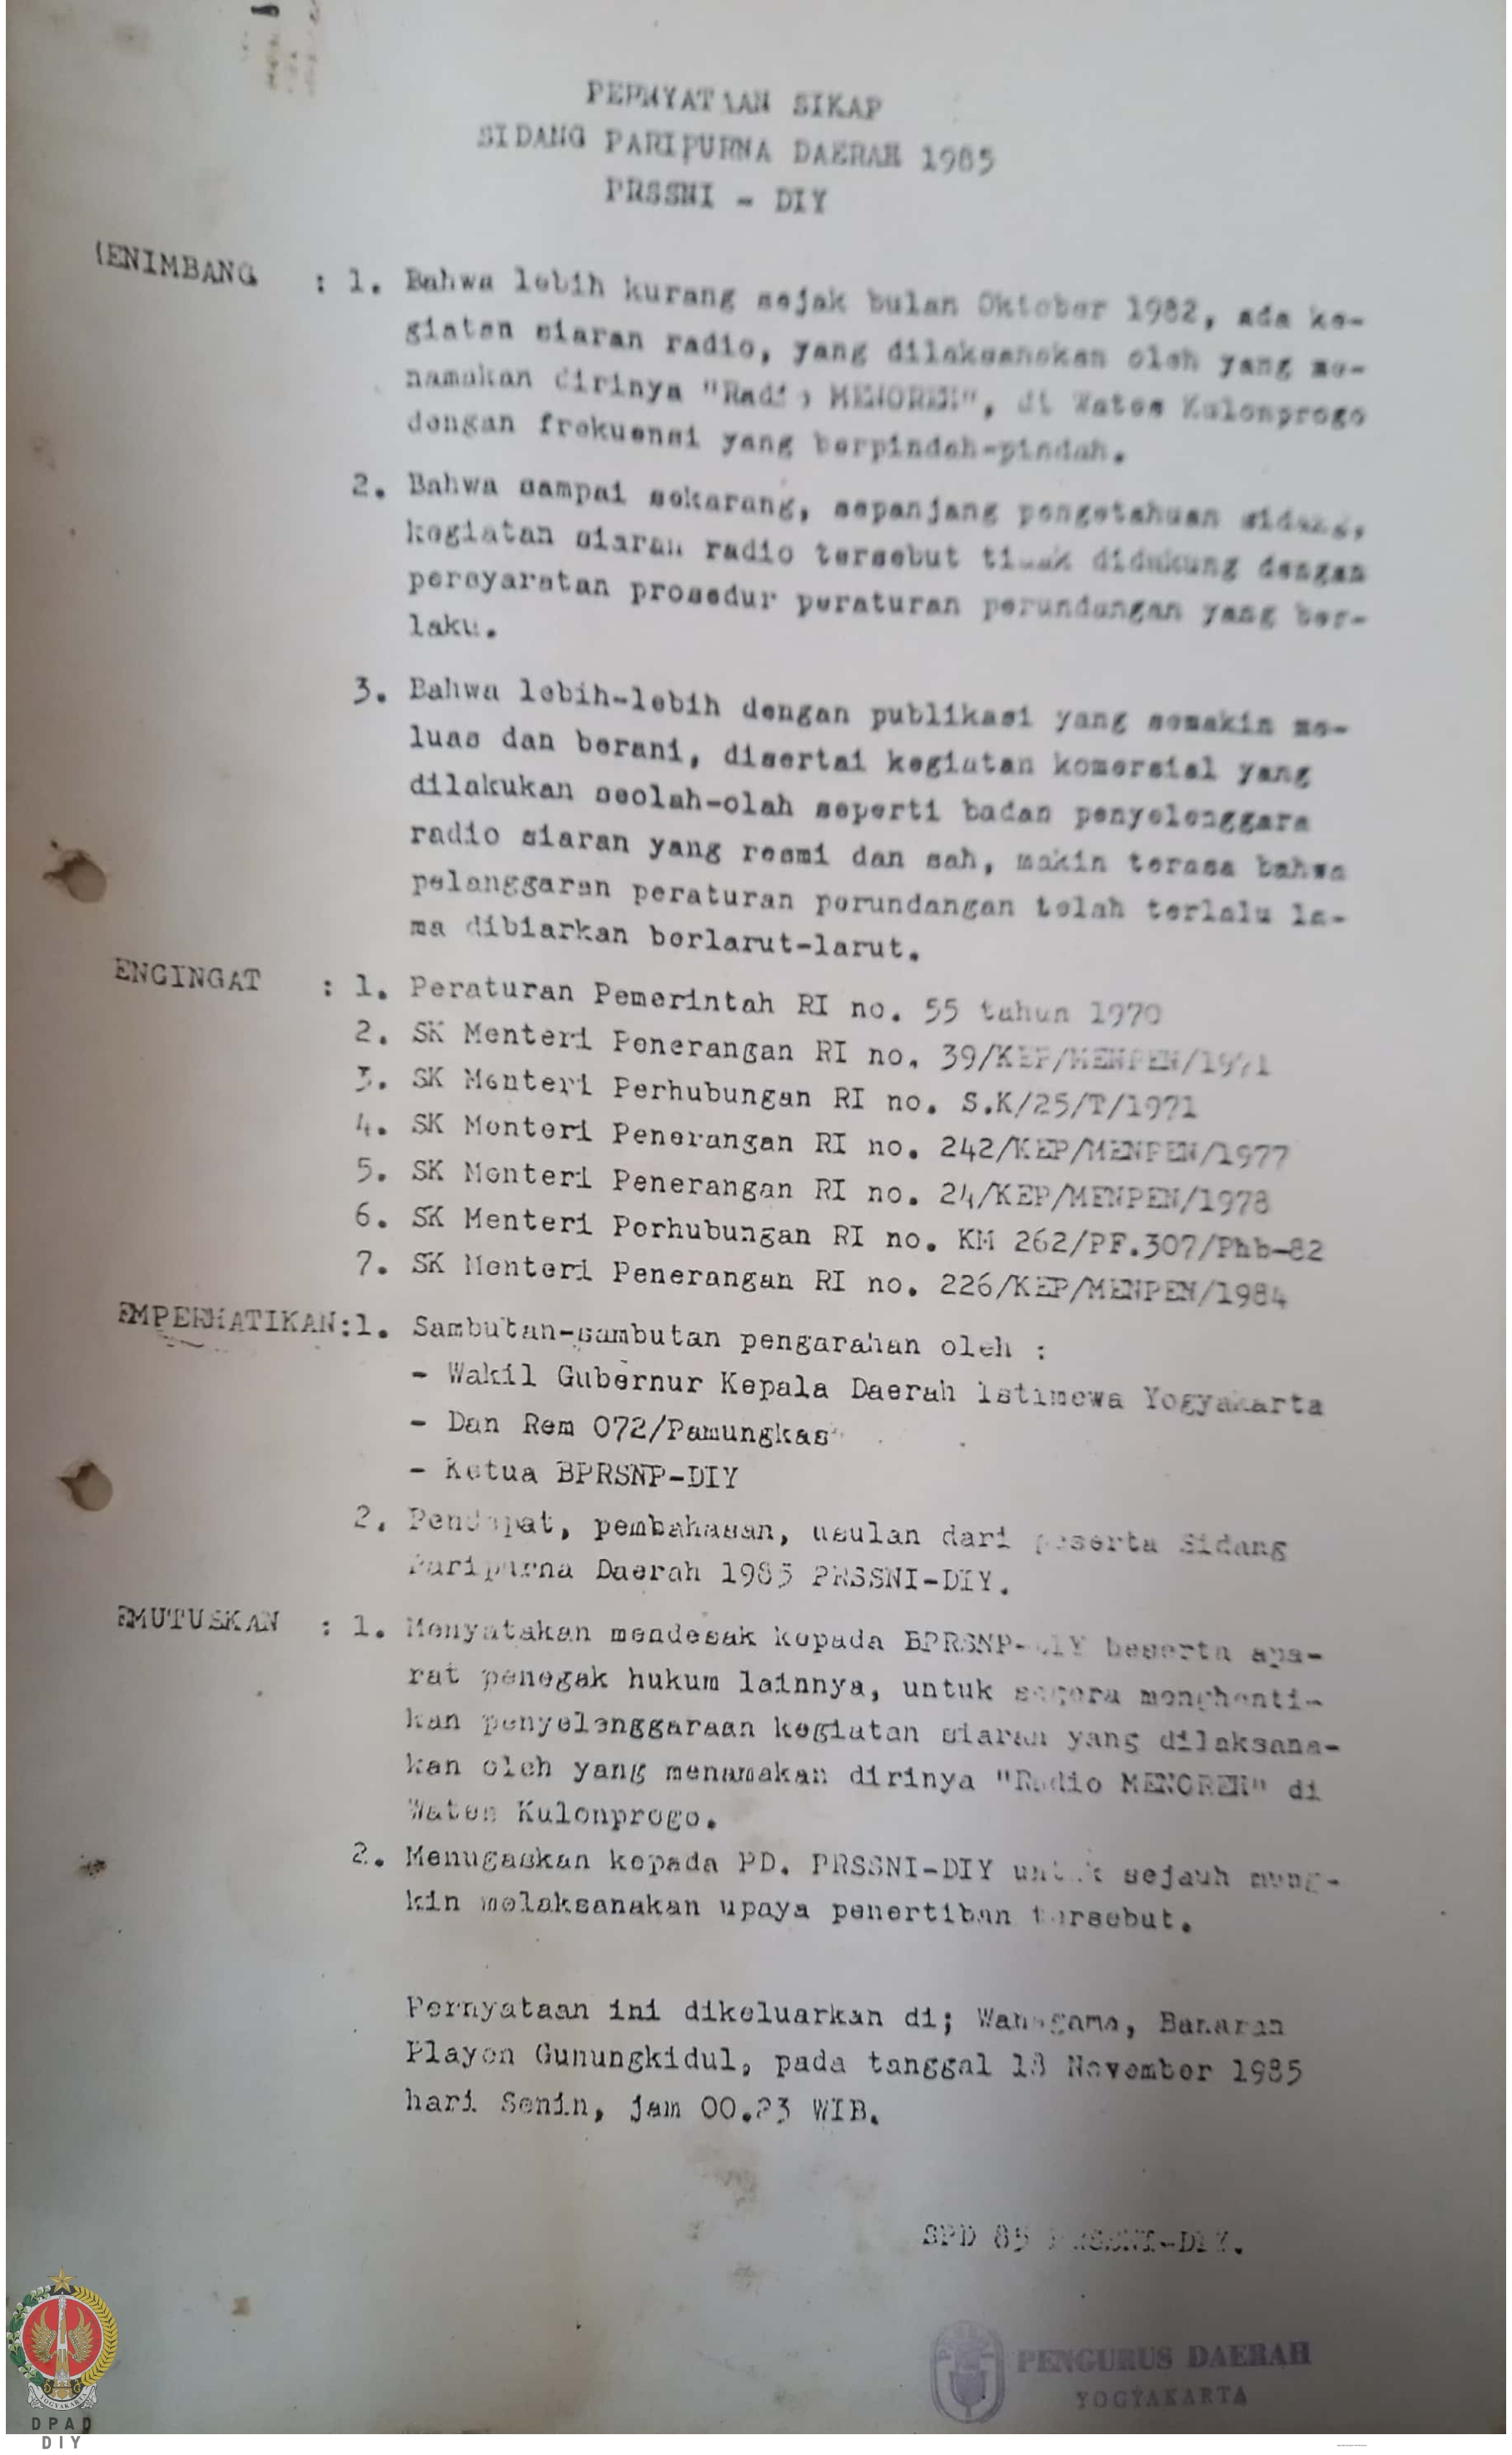 PERNYATAAN SIKAP
SIDANG PARIPURNA DAERAH 1985
PRSSNI - DIY
MENIMBANG : 1. Bahwa lebih kurang sejak bulan Oktober 1982, ada ke-
giatan siaran radio, yang dilaksanakan oleh yang me-
namakan dirinya "Radio MENOREH", di Wates Kulonprogo
dengan frekuensi yang berpindah-pindah.
2. Bahwa sampai sekarang, sepanjang pengetahuan sidang,
kegiatan siaran radio tersebut tidak didukung dengan
persyaratan prosedur peraturan perundangan yang ber-
laku.
3. Bahwa lebih-lebih dengan publikasi yang semakin me-
luas dan berani, disertai kegiatan komersial yang
dilakukan seolah-olah seperti badan penyelenggara
radio siaran yang resmi dan sah, makin terasa bahwa
pelanggaran peraturan perundangan telah terlalu la-
ma dibiarkan berlarut-larut.
ENGINGAT : 1. Peraturan Pemerintah RI no. 55 tahun 1970
2. SK Menteri Penerangan RI no. 39/KEP/MENPEN/1971
3. SK Menteri Perhubungan RI no. S.K/25/T/1971
4. SK Menteri Penerangan RI no. 242/KEP/MENPEN/1977
5. SK Menteri Penerangan RI no. 24/KEP/MENPEN/1978
6. SK Menteri Perhubungan RI no. KM 262/PF.307/Phb-82
7. SK Menteri Penerangan RI no. 226/KEP/MENPEN/1984
EMPERHATIKAN:1. Sambutan-sambutan pengarahan oleh :
- Wakil Gubernur Kepala Daerah Istimewa Yogyakarta
- Dan Rem 072/Pamungkas
- Ketua BPRSNP-DIY
2. Pendapat, pembahasan, usulan dari peserta Sidang
Paripurna Daerah 1985 PRSSNI-DIY.
EMUTUSKAN : 1. Menyatakan mendesak kepada BPRSNP-DIY beserta apa-
rat penegak hukum lainnya, untuk segera menghenti-
kan penyelenggaraan kegiatan siaran yang dilaksana-
kan oleh yang menamakan dirinya "Radio MENOREH" di
Wates Kulonprogo.
2. Menugaskan kepada PD. PRSSNI-DIY untuk sejauh mung-
kin melaksanakan upaya penertiban tersebut.
Pernyataan ini dikeluarkan di; Wanagama, Banaran
Playen Gunungkidul, pada tanggal 18 November 1985
hari Senin, jam 00.23 WIB.
SPD 85 PRSSNI-DIY.
PENGURUS DAERAH
YOGYAKARTA
YOGYAKARTA
DPAD
DIY